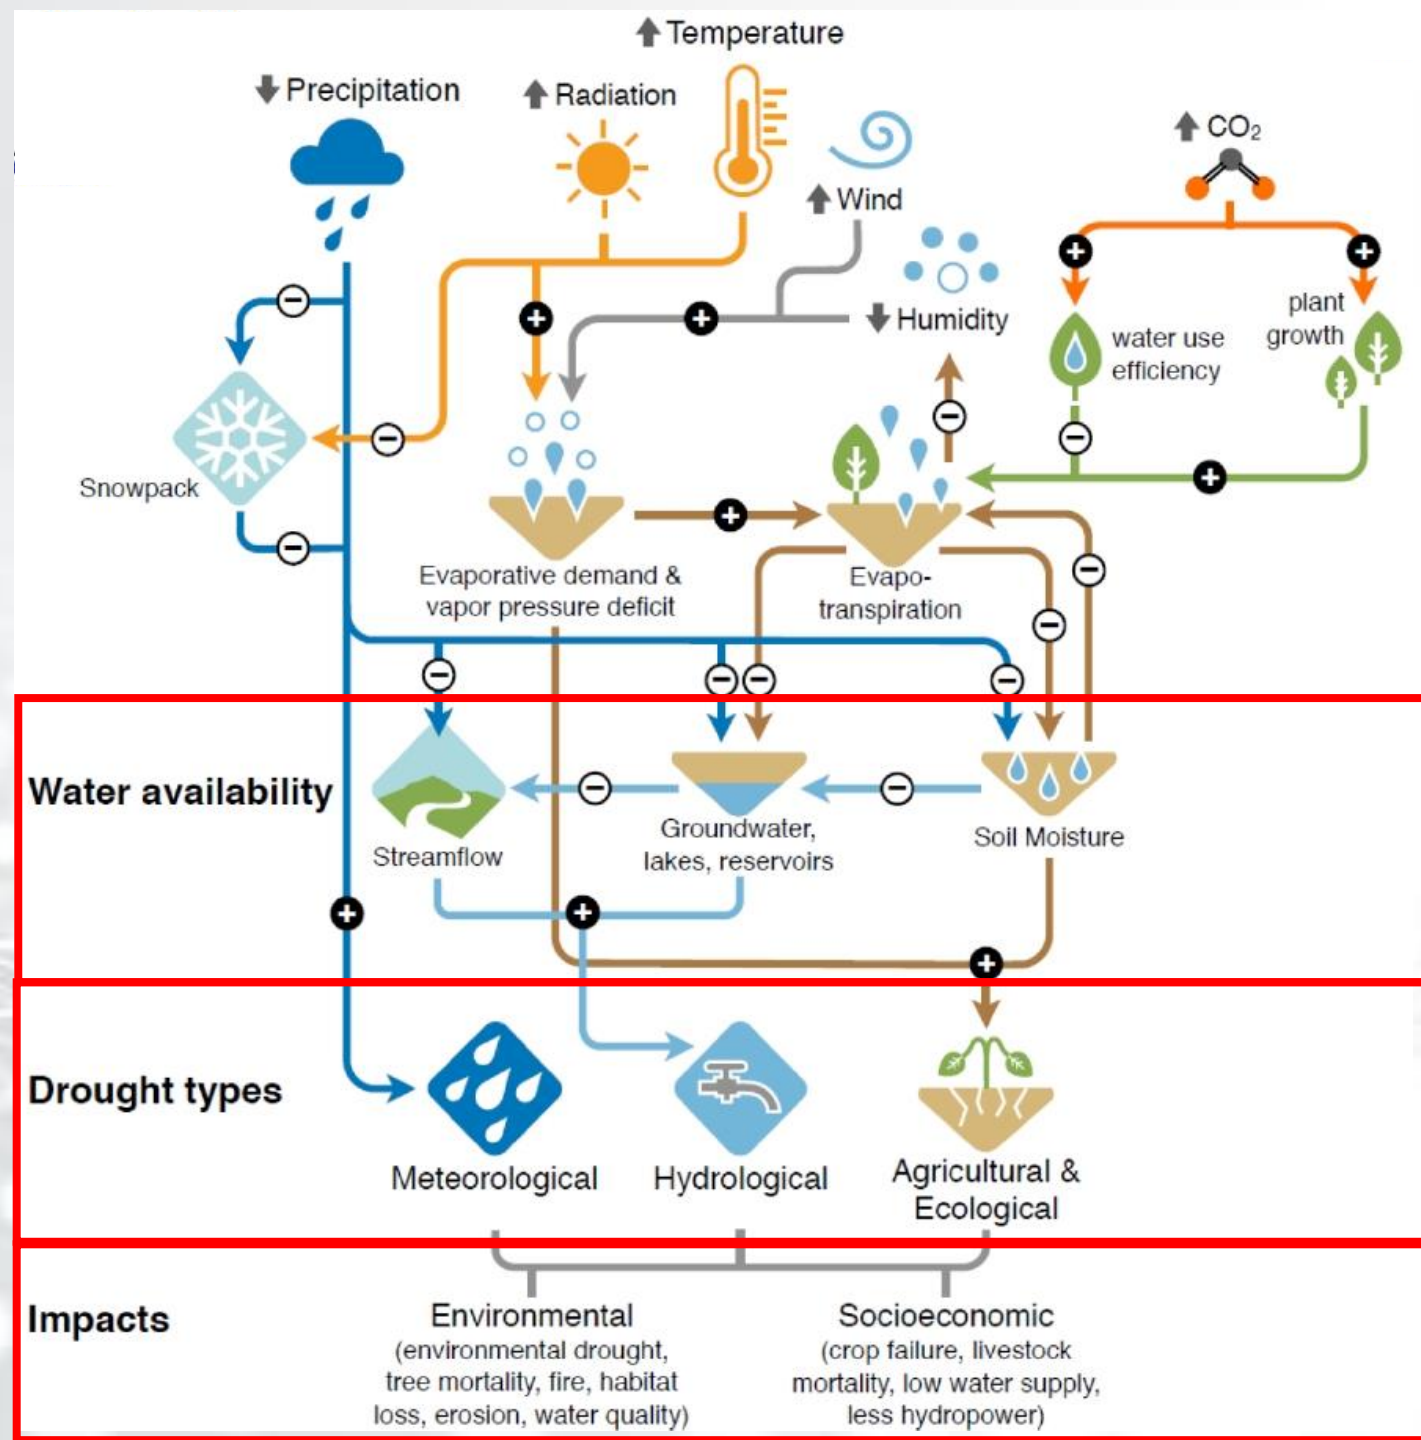 Temperature
Precipitation
Radiation
CO₂
Wind
plant
growth
Humidity
water use
efficiency
Snowpack
Evaporative demand &
vapor pressure deficit
Evapo-
transpiration
Water availability
Streamflow
Groundwater,
lakes, reservoirs
Soil Moisture
Drought types
Meteorological
Hydrological
Agricultural &
Ecological
Impacts
Environmental
(environmental drought,
tree mortality, fire, habitat
loss, erosion, water quality)
Socioeconomic
(crop failure, livestock
mortality, low water supply,
less hydropower)